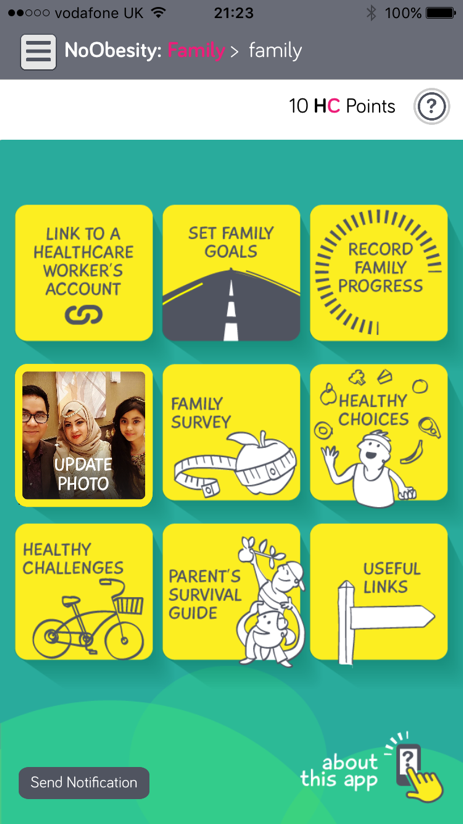 vodafone UK 21:23 100%
NoObesity: Family > family
10 HC Points ?
LINK TO A
HEALTHCARE
WORKER'S
ACCOUNT
SET FAMILY
GOALS
RECORD
FAMILY
PROGRESS
UPDATE
PHOTO
FAMILY
SURVEY
HEALTHY
CHOICES
HEALTHY
CHALLENGES
PARENT'S
SURVIVAL
GUIDE
USEFUL
LINKS
Send Notification
about
this app
?